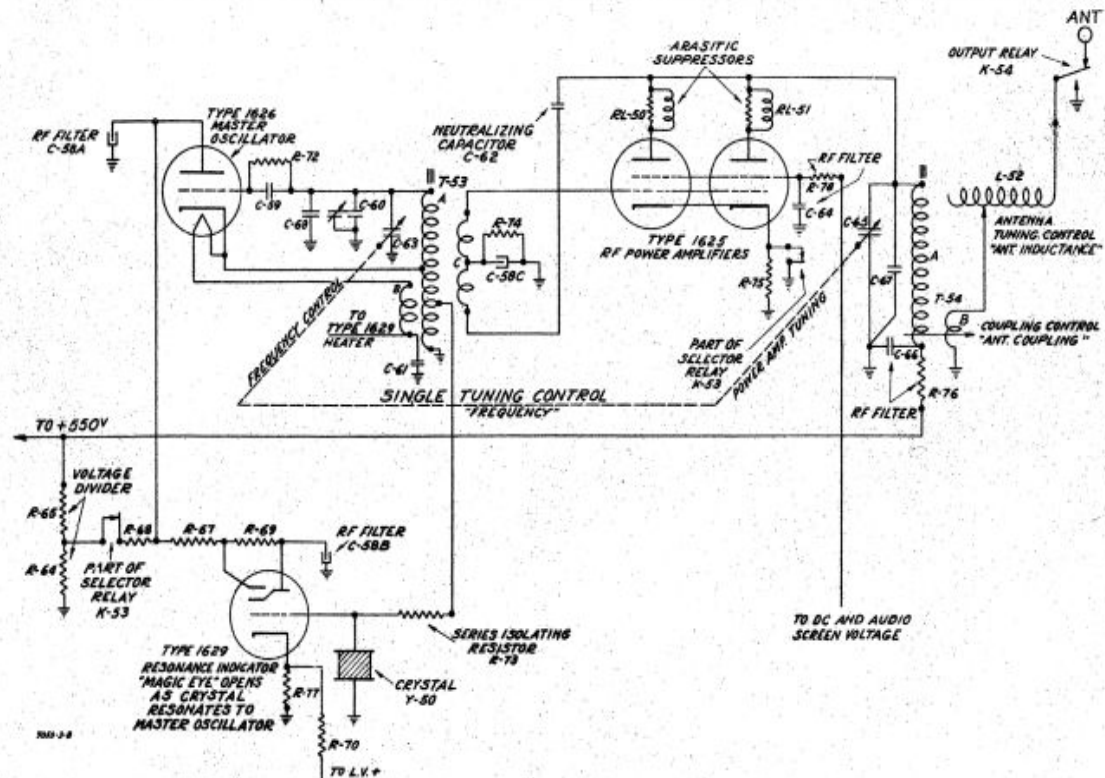 ANT
OUTPUT RELAY
K-54
ARASITIC
SUPPRESSORS
TYPE 1626
MASTER
OSCILLATOR
RF FILTER
C-58A
RL-50
RL-51
NEUTRALIZING
CAPACITOR
C-62
R-72
T-53
RF FILTER
R-78
C-59
A
C-68
C-60
C-63
C-64
C-65
L-52
ANTENNA
TUNING CONTROL
"ANT. INDUCTANCE"
R-74
C
C-58C
TYPE 1625
RF POWER AMPLIFIERS
A
C-67
B
R-75
T-54
B
FREQUENCY CONTROL
TO
TYPE 1629
HEATER
C-61
PART OF
SELECTOR
RELAY
K-53
POWER AMP TUNING
COUPLING CONTROL
"ANT. COUPLING"
C-66
R-76
RF FILTER
SINGLE TUNING CONTROL
"FREQUENCY"
TO +550V
VOLTAGE
DIVIDER
R-65
R-68
R-67
R-69
RF FILTER
C-58B
R-64
PART OF
SELECTOR
RELAY
K-53
TO DC AND AUDIO
SCREEN VOLTAGE
SERIES ISOLATING
RESISTOR
R-73
TYPE 1629
RESONANCE INDICATOR
"MAGIC EYE" OPENS
AS CRYSTAL
RESONATES TO
MASTER OSCILLATOR
R-77
CRYSTAL
Y-50
R-70
TO L.V.+